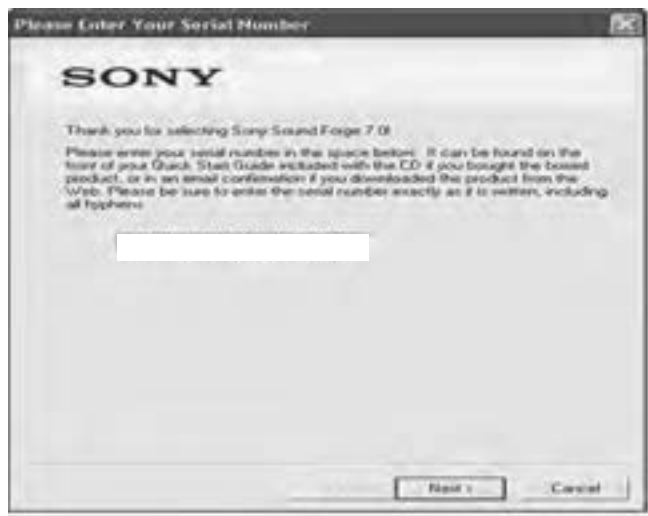 Please Enter Your Serial Number
SONY
Thank you for selecting Sony Sound Forge 7.0!
Please enter your serial number in the space below. It can be found on the
front of your Quick Start Guide included with the CD if you bought the boxed
product, or in an email confirmation if you downloaded the product from the
Web. Please be sure to enter the serial number exactly as it is written, including
all hyphens
Next >
Cancel